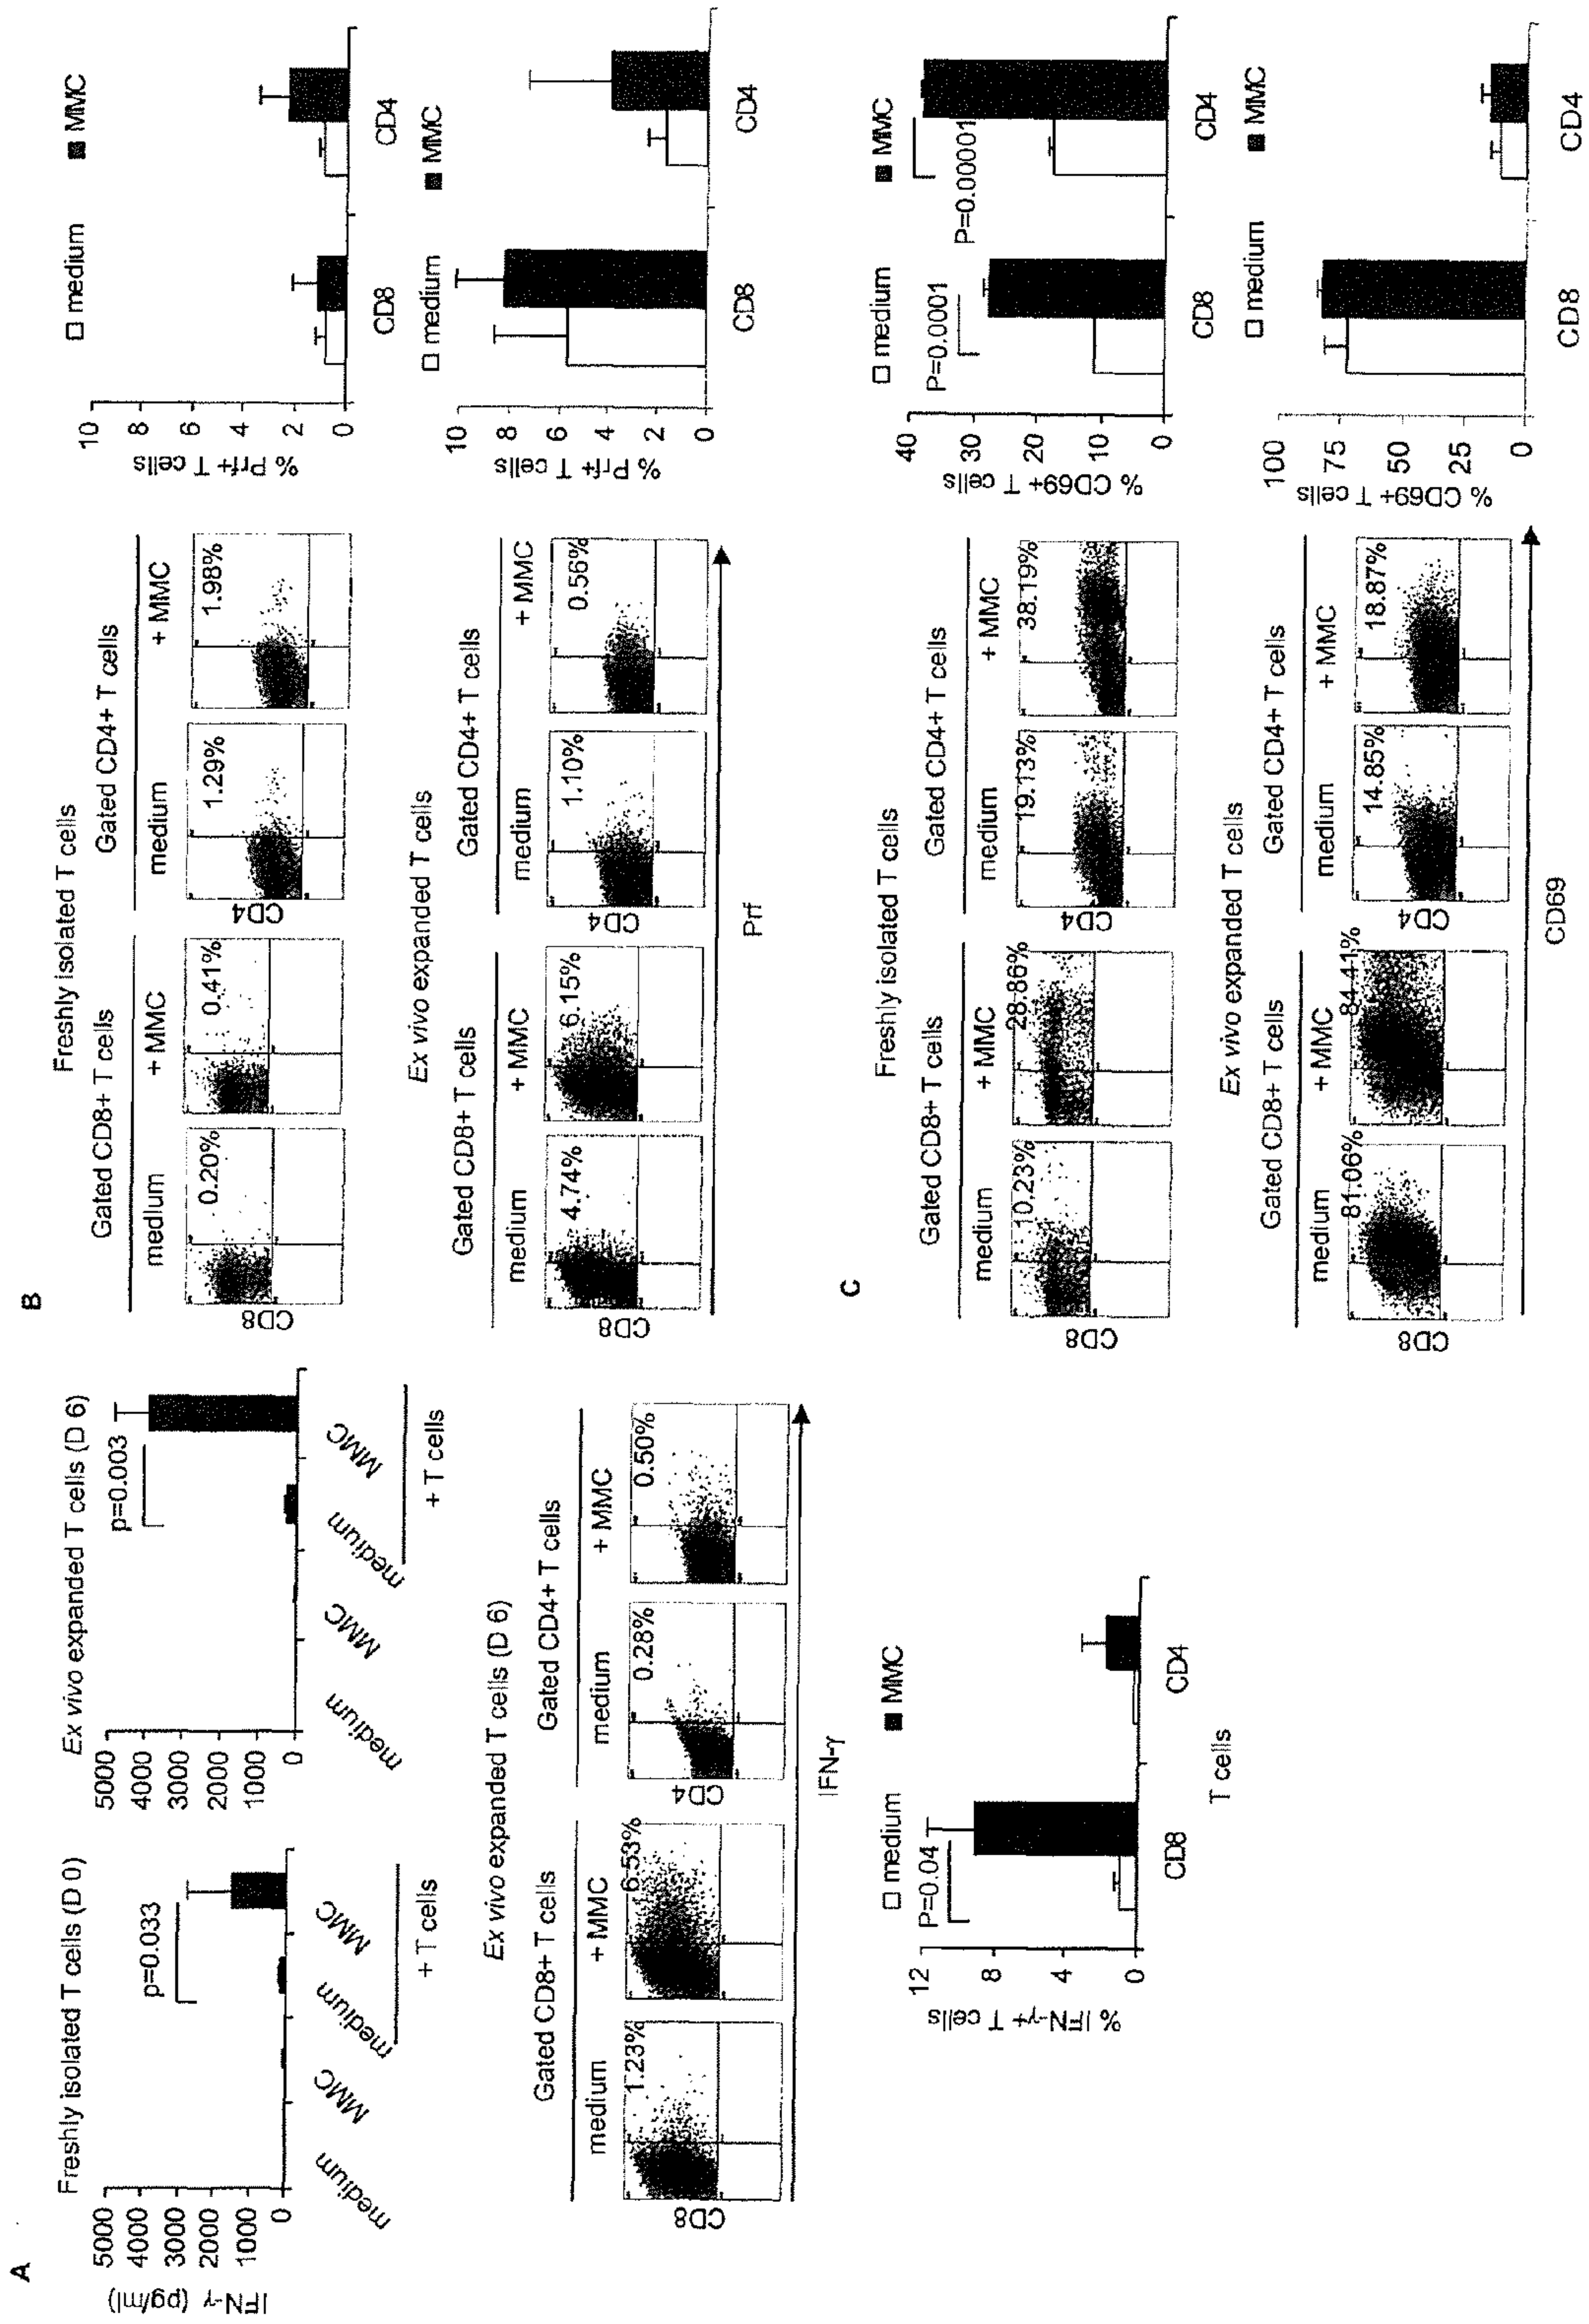 A
Freshly isolated T cells (D 0)
IFN-γ (pg/ml)
5000
4000
3000
2000
1000
0
p=0.033
medium
MMC
medium
MMC
+ T cells
Ex vivo expanded T cells (D 6)
5000
4000
3000
2000
1000
0
p=0.003
medium
MMC
medium
MMC
+ T cells
Ex vivo expanded T cells (D 6)
Gated CD8+ T cells
Gated CD4+ T cells
medium
+ MMC
medium
+ MMC
CD8
1.23%
6.53%
CD4
0.28%
0.50%
IFN-γ
□ medium
■ MMC
% IFN-γ+ T cells
12
8
4
0
P=0.04
CD8
CD4
T cells
B
Freshly isolated T cells
Gated CD8+ T cells
Gated CD4+ T cells
medium
+ MMC
medium
+ MMC
CD8
0.20%
0.41%
CD4
1.29%
1.98%
□ medium
■ MMC
% Prf+ T cells
10
8
6
4
2
0
CD8
CD4
Ex vivo expanded T cells
Gated CD8+ T cells
Gated CD4+ T cells
medium
+ MMC
medium
+ MMC
CD8
4.74%
6.15%
CD4
1.10%
0.56%
Prf
□ medium
■ MMC
% Prf+ T cells
10
8
6
4
2
0
CD8
CD4
C
Freshly isolated T cells
Gated CD8+ T cells
Gated CD4+ T cells
medium
+ MMC
medium
+ MMC
CD8
10.23%
28.86%
CD4
19.13%
38.19%
□ medium
■ MMC
% CD69+ T cells
40
30
20
10
0
P=0.0001
P=0.00001
CD8
CD4
Ex vivo expanded T cells
Gated CD8+ T cells
Gated CD4+ T cells
medium
+ MMC
medium
+ MMC
CD8
81.06%
84.41%
CD4
14.85%
18.87%
CD69
□ medium
■ MMC
% CD69+ T cells
100
75
50
25
0
CD8
CD4